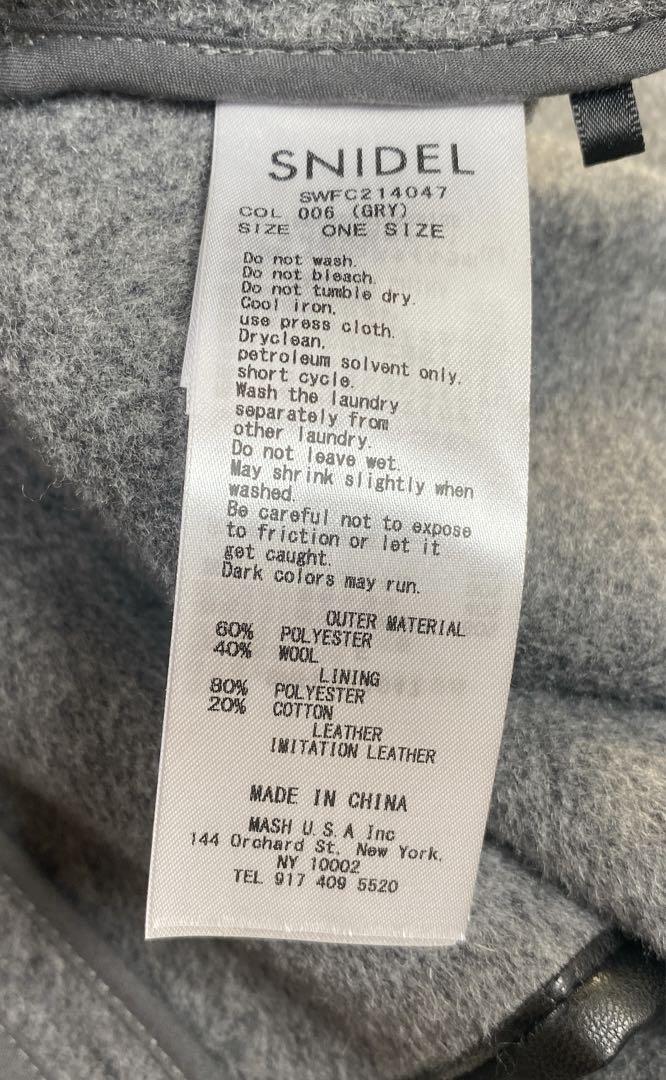 SNIDEL
SWFC214047
COL 006 (GRY)
SIZE ONE SIZE
Do not wash.
Do not bleach.
Do not tumble dry.
Cool iron,
use press cloth.
Dryclean,
petroleum solvent only,
short cycle.
Wash the laundry
separately from
other laundry.
Do not leave wet.
May shrink slightly when
washed.
Be careful not to expose
to friction or let it
get caught.
Dark colors may run.
OUTER MATERIAL
60% POLYESTER
40% WOOL
LINING
80% POLYESTER
20% COTTON
LEATHER
IMITATION LEATHER
MADE IN CHINA
MASH U.S.A Inc
144 Orchard St. New York,
NY 10002
TEL 917 409 5520